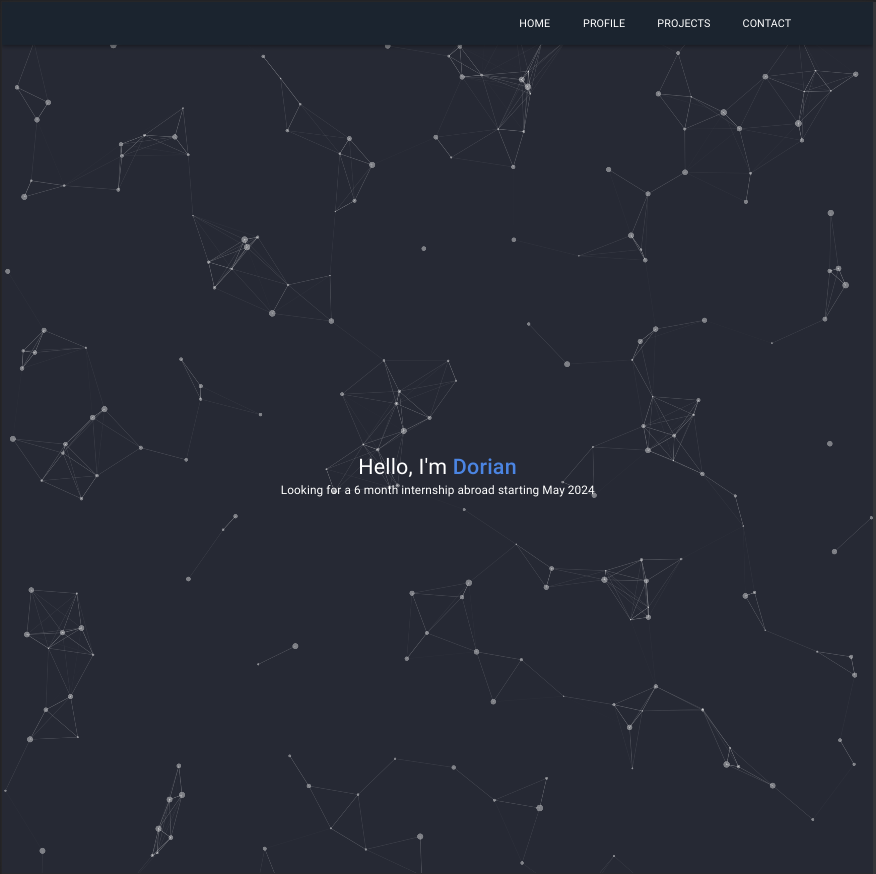 HOME PROFILE PROJECTS CONTACT
Hello, I'm Dorian
Looking for a 6 month internship abroad starting May 2024